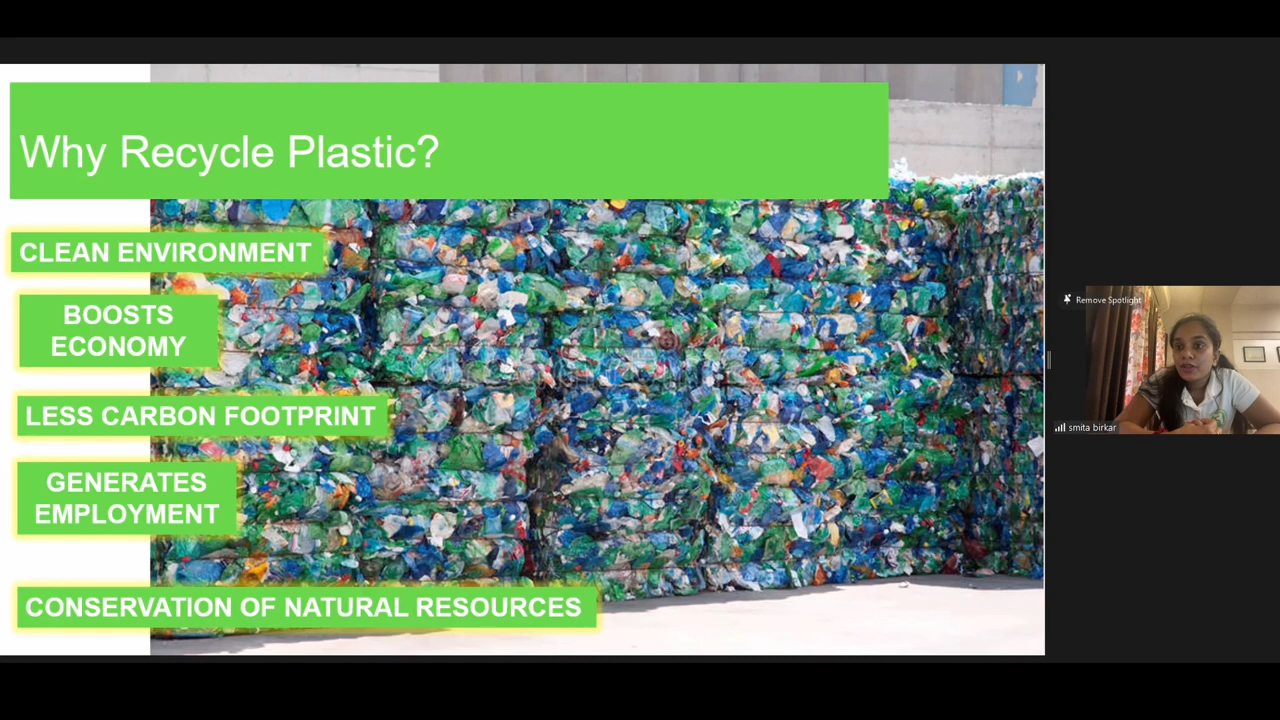 Why Recycle Plastic?
CLEAN ENVIRONMENT
BOOSTS
ECONOMY
LESS CARBON FOOTPRINT
GENERATES
EMPLOYMENT
CONSERVATION OF NATURAL RESOURCES
Remove Spotlight
smita birkar